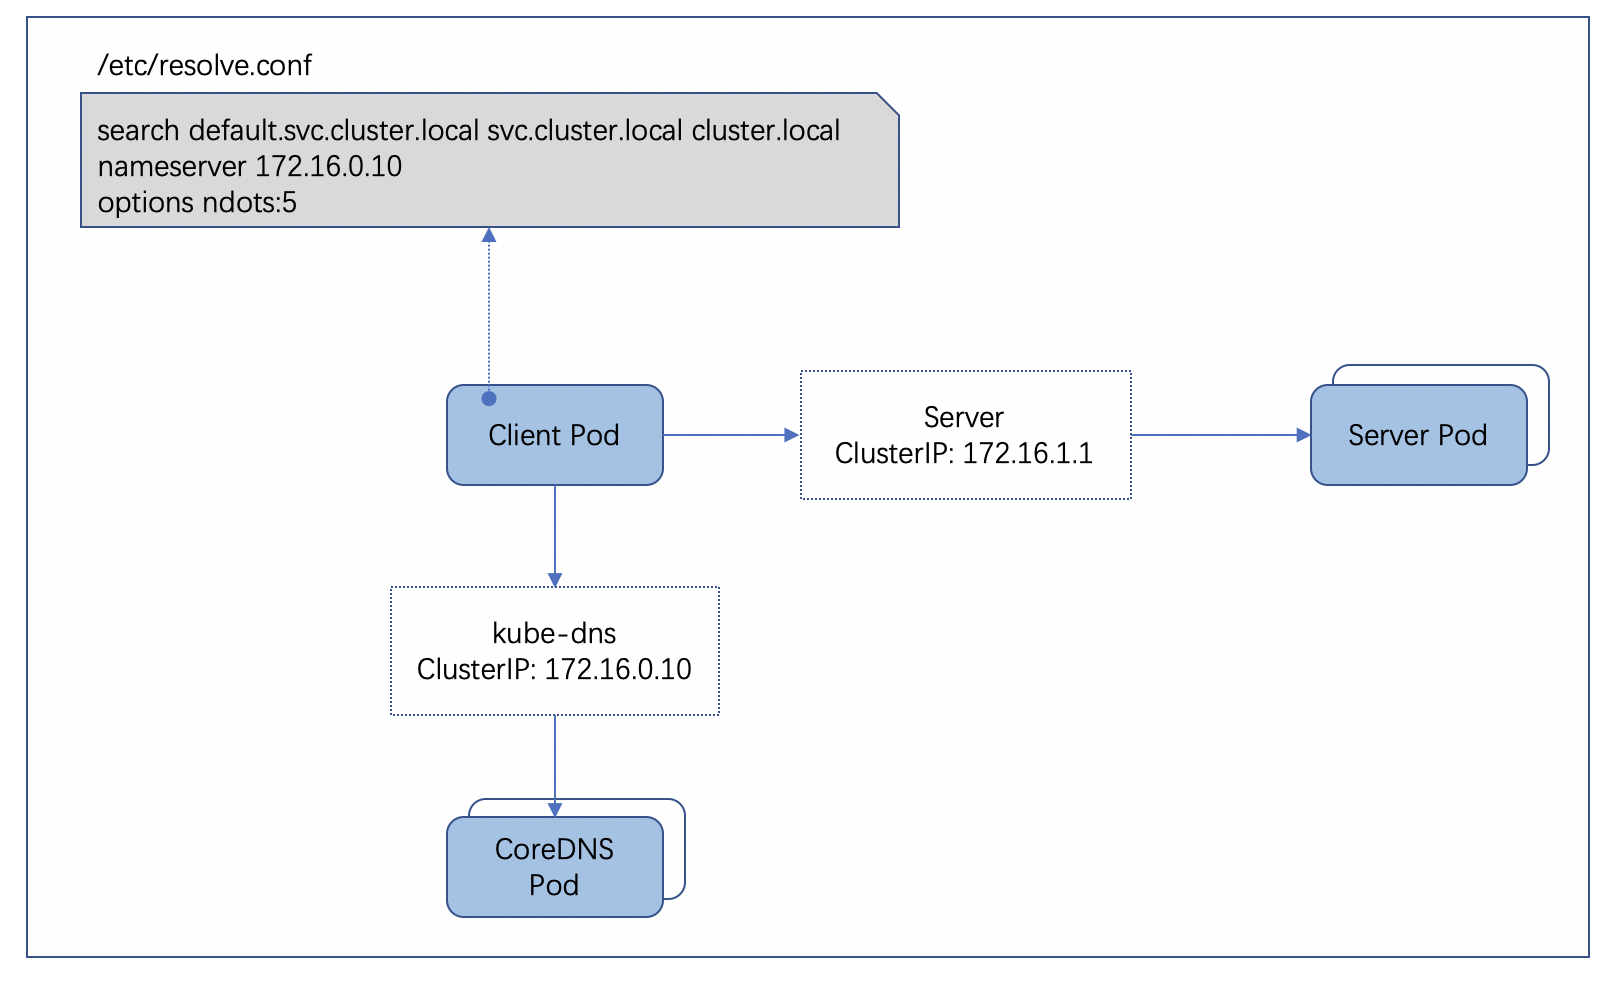 /etc/resolve.conf
search default.svc.cluster.local svc.cluster.local cluster.local
nameserver 172.16.0.10
options ndots:5
Client Pod
Server
ClusterIP: 172.16.1.1
Server Pod
kube-dns
ClusterIP: 172.16.0.10
CoreDNS
Pod